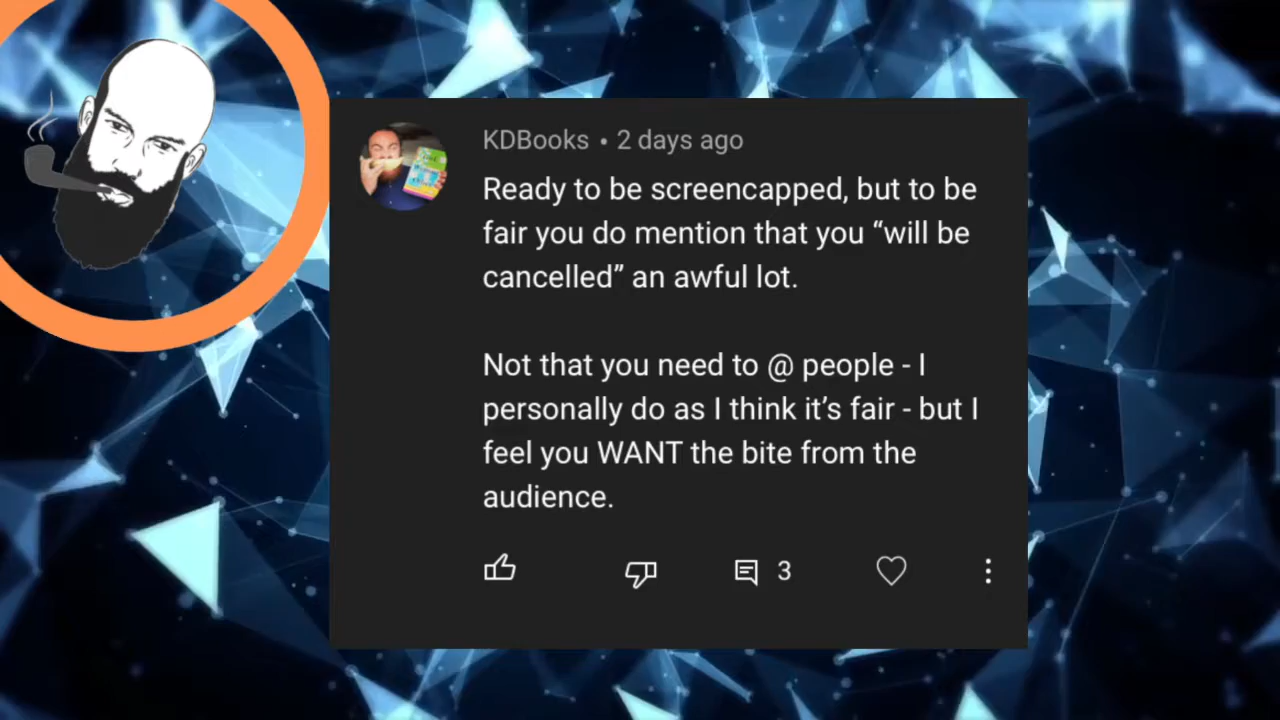 KDBooks • 2 days ago
Ready to be screencapped, but to be
fair you do mention that you “will be
cancelled” an awful lot.
Not that you need to @ people - I
personally do as I think it’s fair - but I
feel you WANT the bite from the
audience.
3